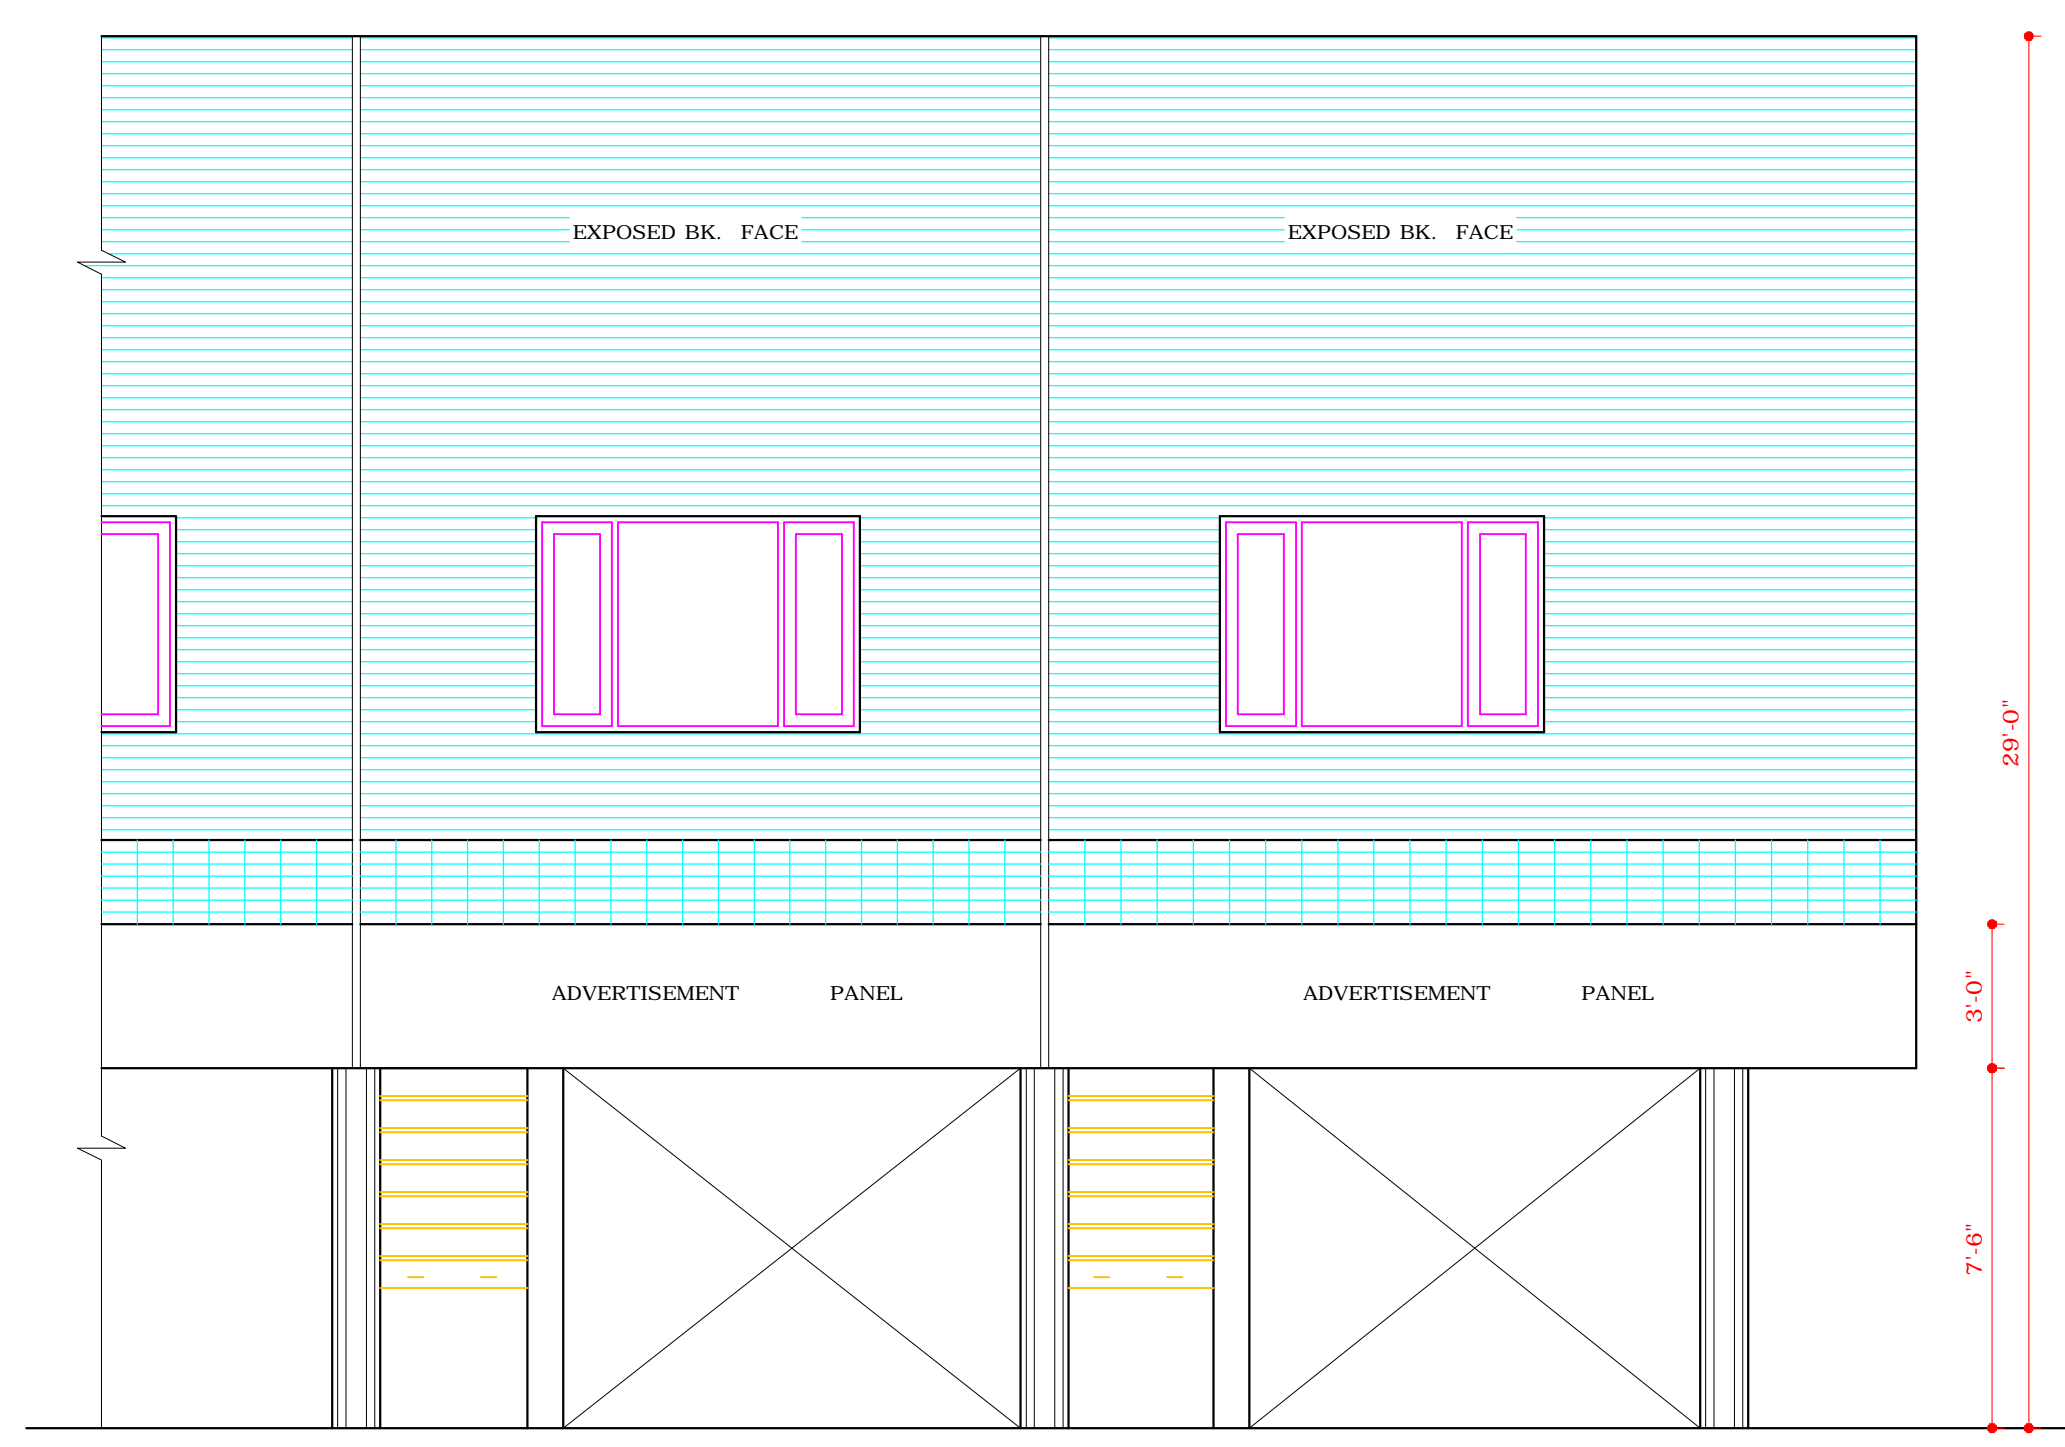 EXPOSED BK. FACE EXPOSED BK. FACE
29'-0"
ADVERTISEMENT PANEL ADVERTISEMENT PANEL
3'-0"
7'-6"